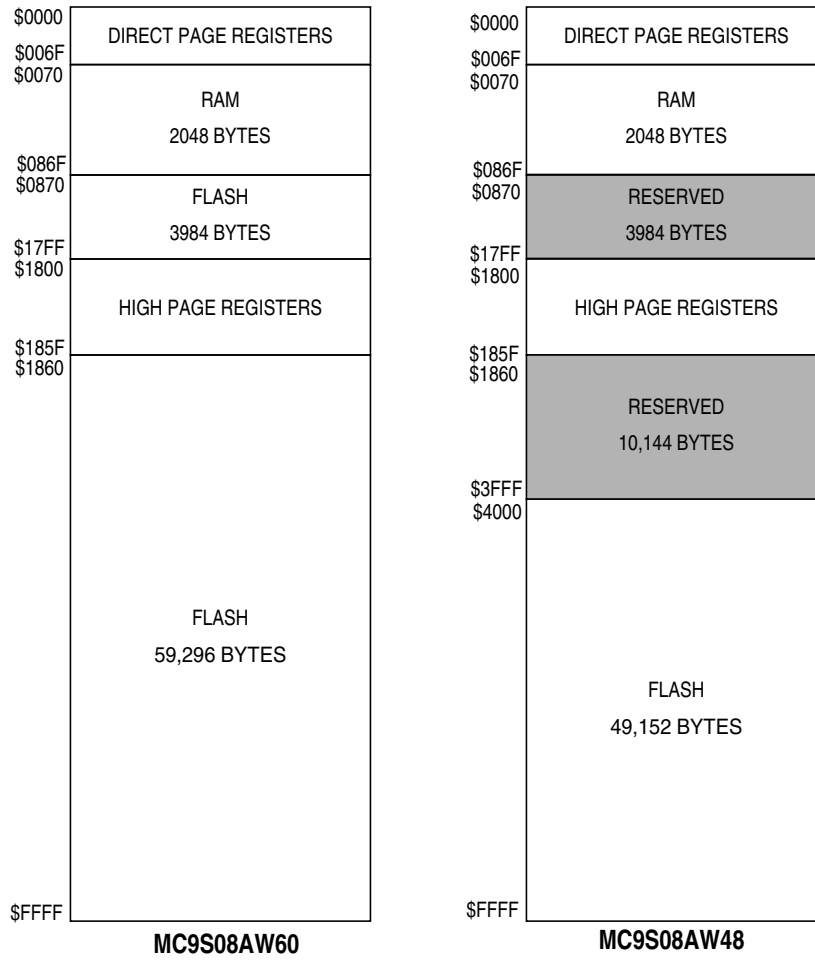 $0000
DIRECT PAGE REGISTERS
$006F
$0070
RAM
2048 BYTES
$086F
$0870
FLASH
3984 BYTES
$17FF
$1800
HIGH PAGE REGISTERS
$185F
$1860
FLASH
59,296 BYTES
$FFFF
MC9S08AW60
$0000
DIRECT PAGE REGISTERS
$006F
$0070
RAM
2048 BYTES
$086F
$0870
RESERVED
3984 BYTES
$17FF
$1800
HIGH PAGE REGISTERS
$185F
$1860
RESERVED
10,144 BYTES
$3FFF
$4000
FLASH
49,152 BYTES
$FFFF
MC9S08AW48